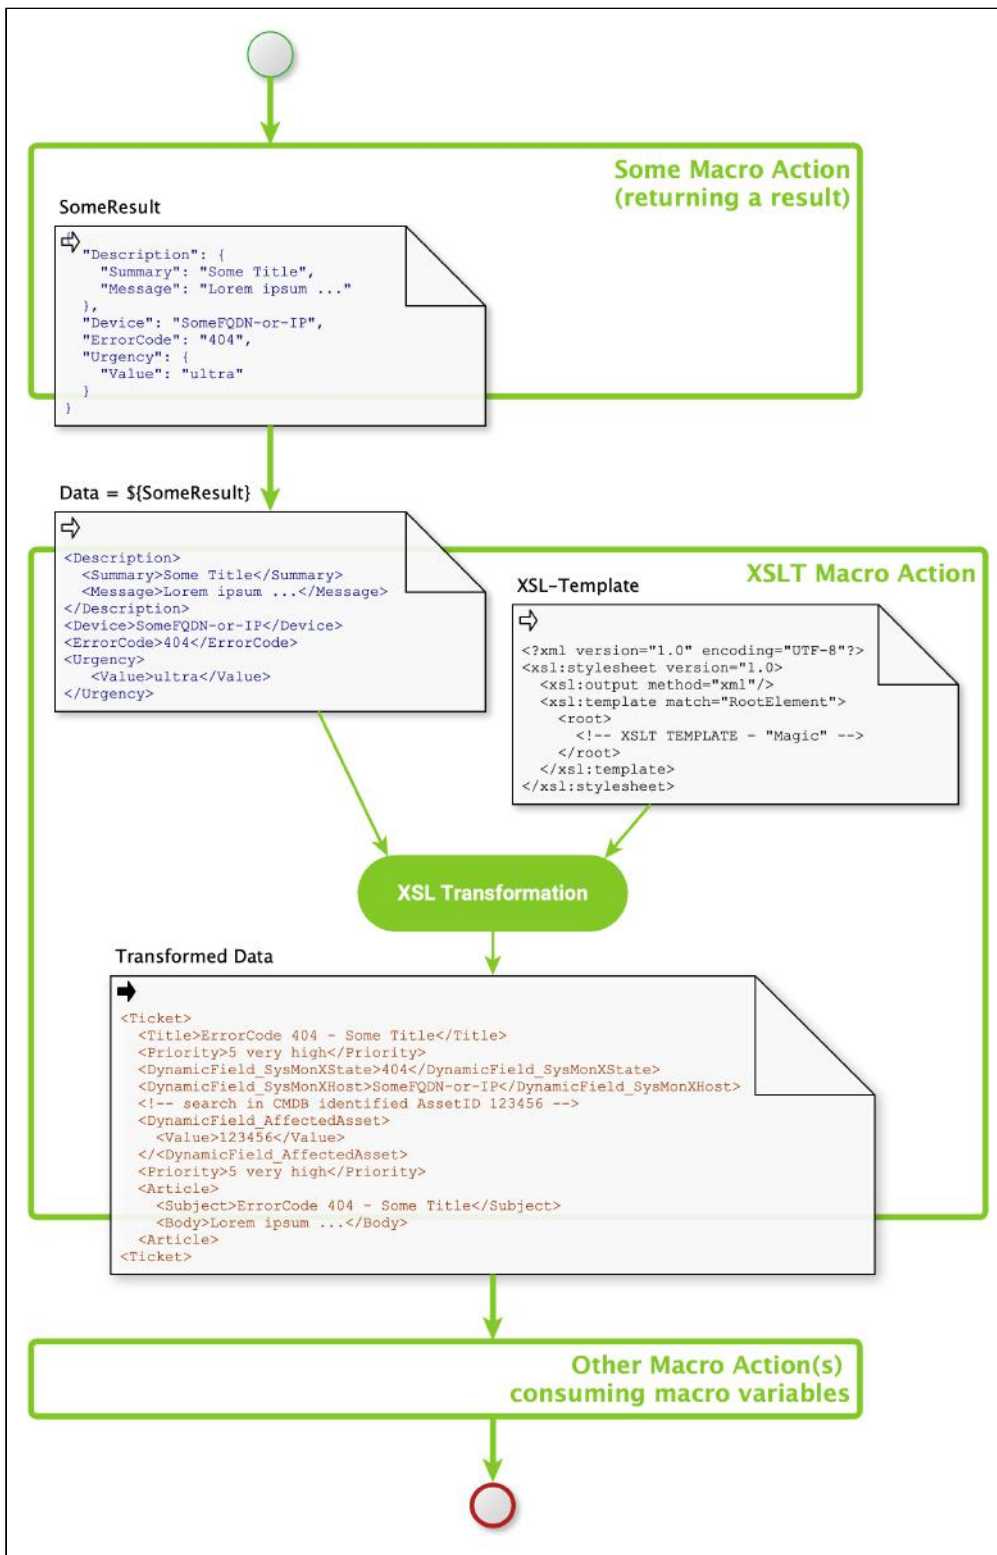 Some Macro Action
(returning a result)
SomeResult
"Description": {
"Summary": "Some Title",
"Message": "Lorem ipsum ..."
},
"Device": "SomeFQDN-or-IP",
"ErrorCode": "404",
"Urgency": {
"Value": "ultra"
}
}
Data = ${SomeResult}
<Description>
<Summary>Some Title</Summary>
<Message>Lorem ipsum ...</Message>
</Description>
<Device>SomeFQDN-or-IP</Device>
<ErrorCode>404</ErrorCode>
<Urgency>
<Value>ultra</Value>
</Urgency>
XSLT Macro Action
XSL-Template
<?xml version="1.0" encoding="UTF-8"?>
<xsl:stylesheet version="1.0>
<xsl:output method="xml"/>
<xsl:template match="RootElement">
<root>
<!-- XSLT TEMPLATE - "Magic" -->
</root>
</xsl:template>
</xsl:stylesheet>
XSL Transformation
Transformed Data
<Ticket>
<Title>ErrorCode 404 - Some Title</Title>
<Priority>5 very high</Priority>
<DynamicField_SysMonXState>404</DynamicField_SysMonXState>
<DynamicField_SysMonXHost>SomeFQDN-or-IP</DynamicField_SysMonXHost>
<!-- search in CMDB identified AssetID 123456 -->
<DynamicField_AffectedAsset>
<Value>123456</Value>
</<DynamicField_AffectedAsset>
<Priority>5 very high</Priority>
<Article>
<Subject>ErrorCode 404 - Some Title</Subject>
<Body>Lorem ipsum ...</Body>
<Article>
<Ticket>
Other Macro Action(s)
consuming macro variables